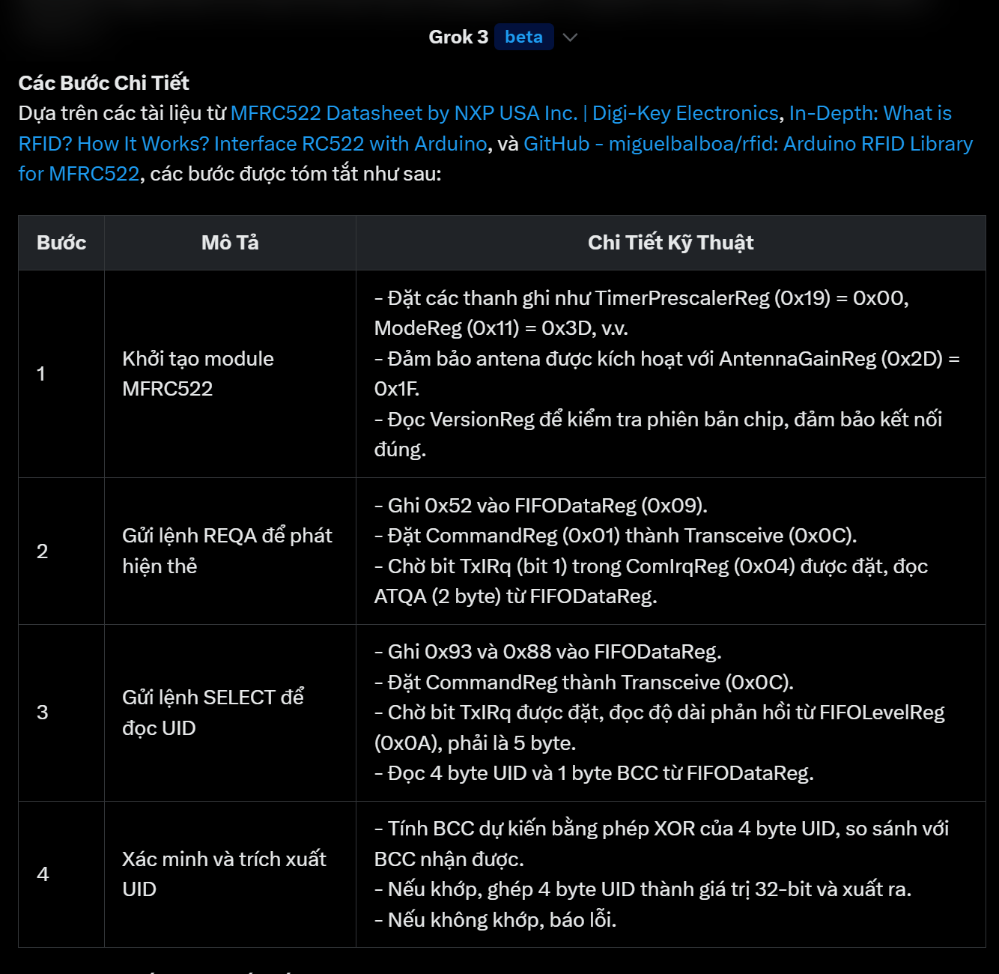 Grok 3 beta
Các Bước Chi Tiết
Dựa trên các tài liệu từ MFRC522 Datasheet by NXP USA Inc. | Digi-Key Electronics, In-Depth: What is
RFID? How It Works? Interface RC522 with Arduino, và GitHub - miguelbalboa/rfid: Arduino RFID Library
for MFRC522, các bước được tóm tắt như sau:
Bước Mô Tả Chi Tiết Kỹ Thuật
1
Khởi tạo module
MFRC522
- Đặt các thanh ghi như TimerPrescalerReg (0x19) = 0x00,
ModeReg (0x11) = 0x3D, v.v.
- Đảm bảo antena được kích hoạt với AntennaGainReg (0x2D) =
0x1F.
- Đọc VersionReg để kiểm tra phiên bản chip, đảm bảo kết nối
đúng.
2
Gửi lệnh REQA để phát
hiện thẻ
- Ghi 0x52 vào FIFODataReg (0x09).
- Đặt CommandReg (0x01) thành Transceive (0x0C).
- Chờ bit TxIRq (bit 1) trong ComIrqReg (0x04) được đặt, đọc
ATQA (2 byte) từ FIFODataReg.
3
Gửi lệnh SELECT để
đọc UID
- Ghi 0x93 và 0x88 vào FIFODataReg.
- Đặt CommandReg thành Transceive (0x0C).
- Chờ bit TxIRq được đặt, đọc độ dài phản hồi từ FIFOLevelReg
(0x0A), phải là 5 byte.
- Đọc 4 byte UID và 1 byte BCC từ FIFODataReg.
4
Xác minh và trích xuất
UID
- Tính BCC dự kiến bằng phép XOR của 4 byte UID, so sánh với
BCC nhận được.
- Nếu khớp, ghép 4 byte UID thành giá trị 32-bit và xuất ra.
- Nếu không khớp, báo lỗi.